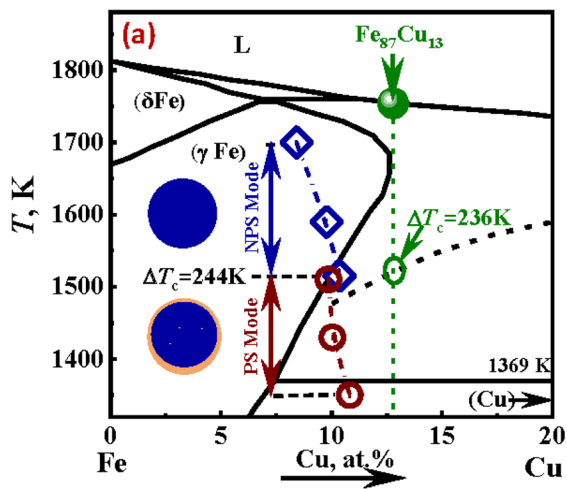 (a)
L
Fe87Cu13
1800
(δFe)
1700
(γ Fe)
NPS Mode
1600
T, K
ΔTc=236K
ΔTc=244K
1500
PS Mode
1400
1369 K
(Cu)
0
5
10
15
20
Fe
Cu, at.%
Cu